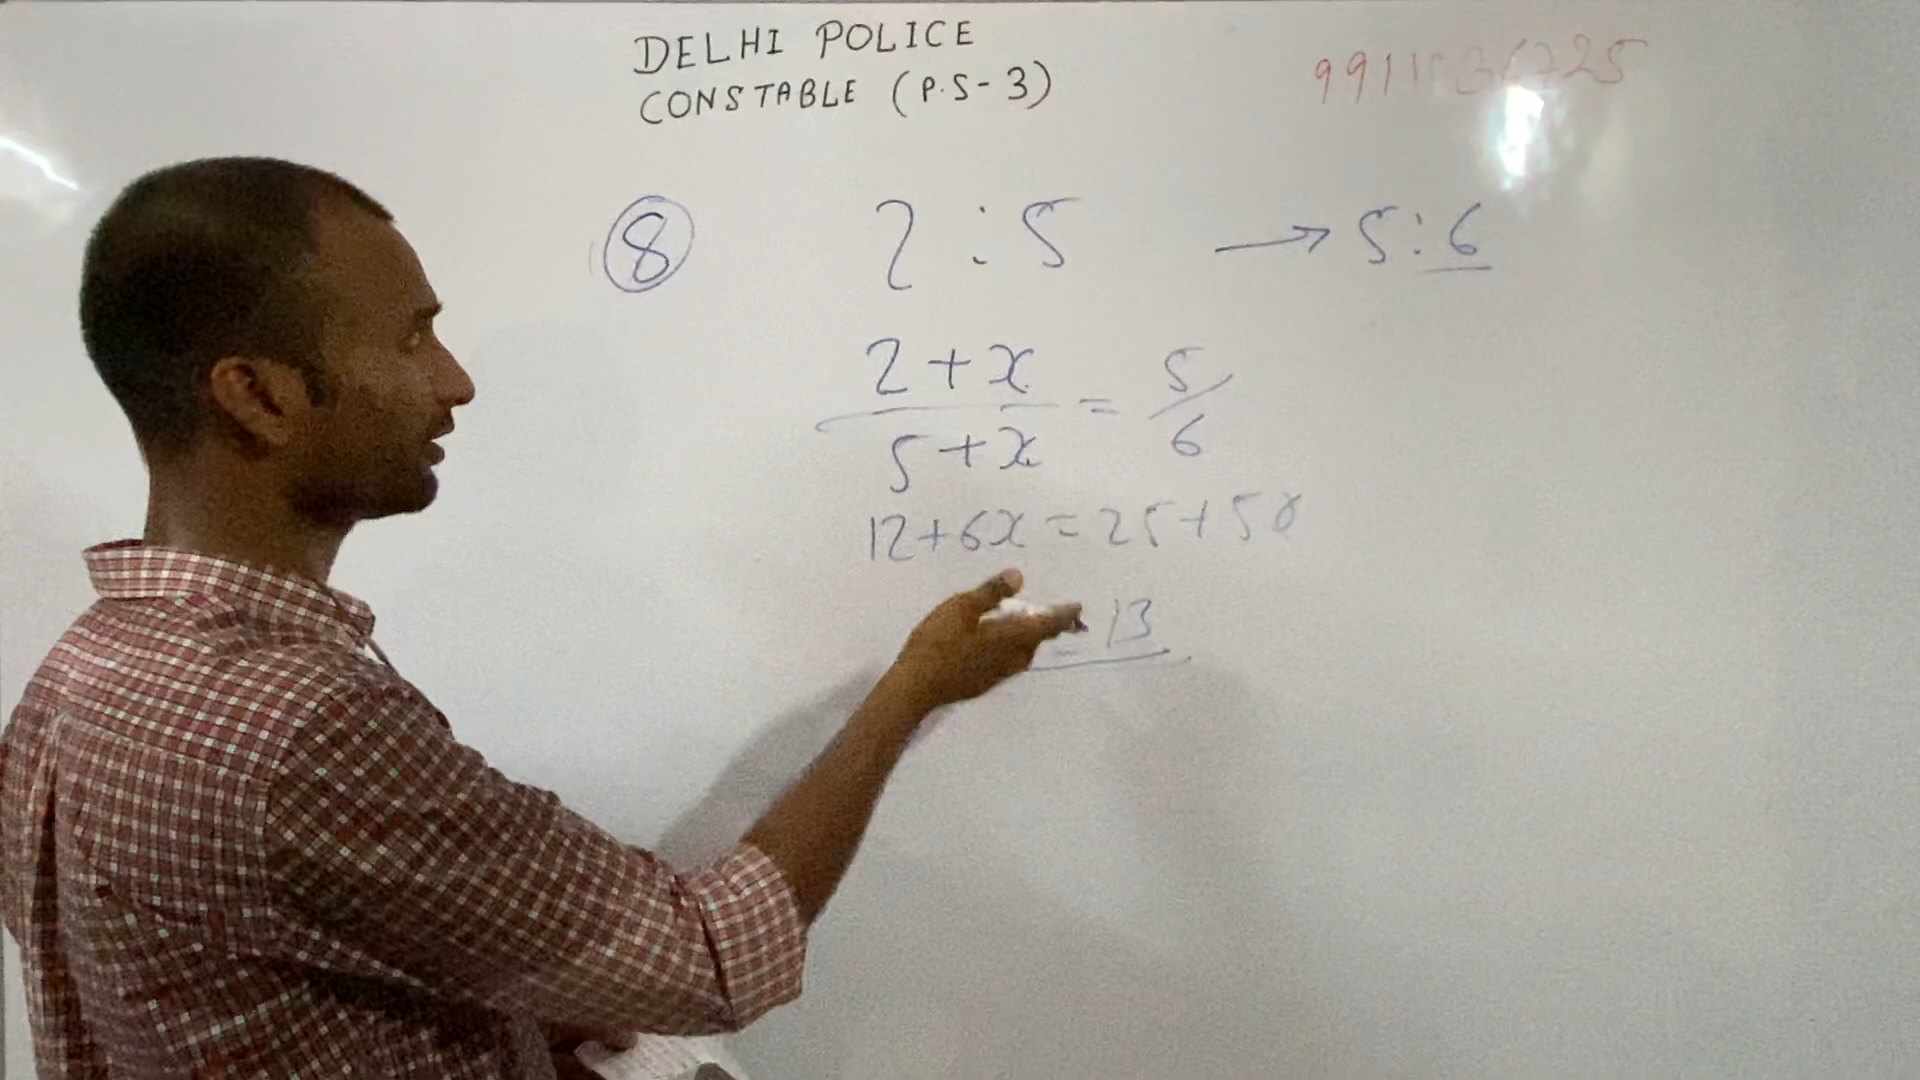 DELHI POLICE
CONSTABLE (P.S-3)
8 2 : 5 → 5:6
2+x / 5+x = 5/6
12+6x = 25+5x
13